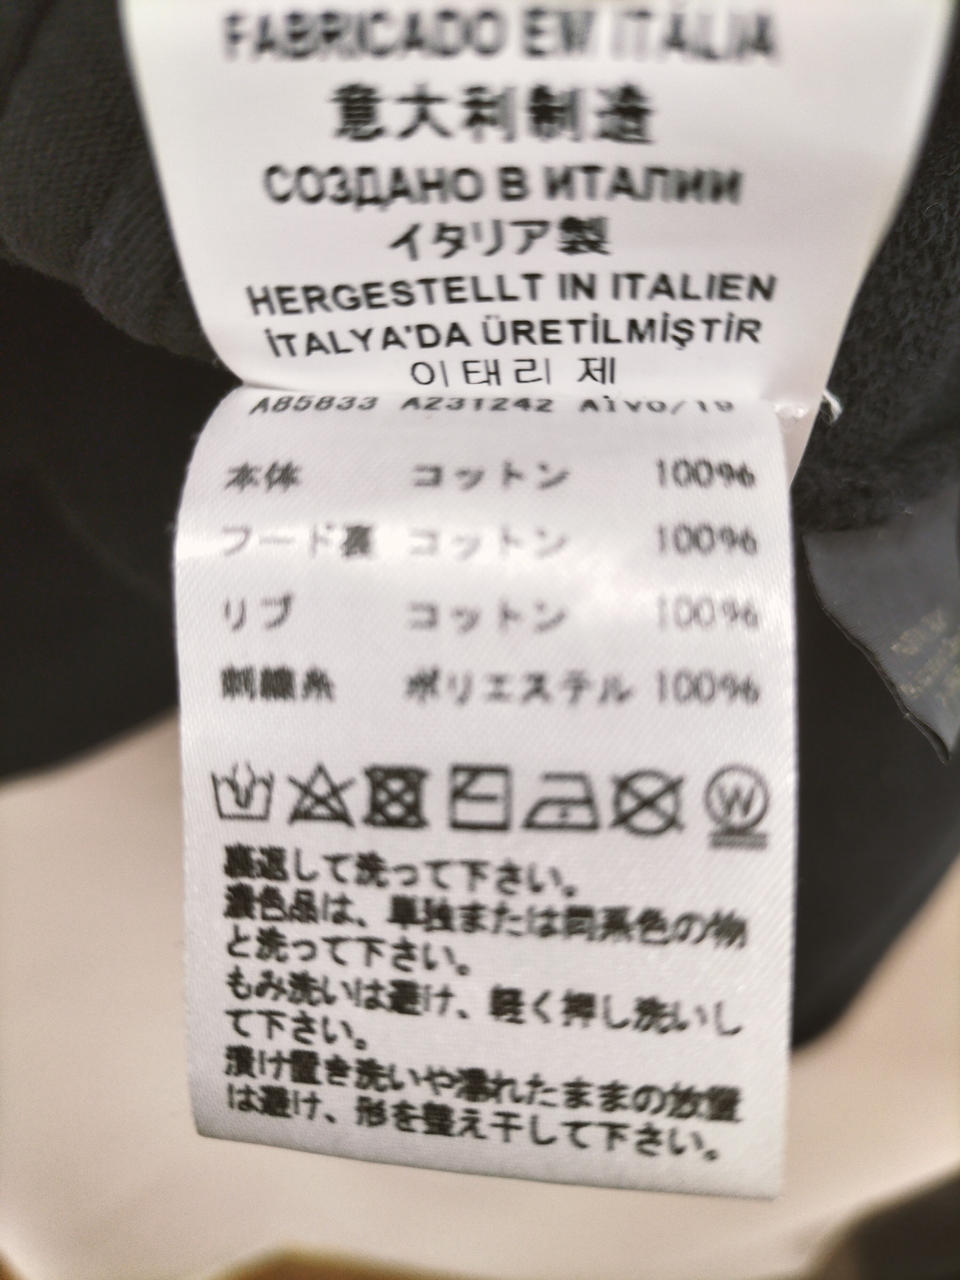 FABRICADO EM ITÁLIA
意大利制造
СОЗДАНО В ИТАЛИИ
イタリア製
HERGESTELLT IN ITALIEN
İTALYA'DA ÜRETİLMİŞTİR
이태리 제
A85833 A231242
本体 コットン 100%
フード裏 コットン 100%
リブ コットン 100%
刺繍糸 ポリエステル 100%
W
裏返して洗って下さい。
濃色品は、単独または同系色の物
と洗って下さい。
もみ洗いは避け、軽く押し洗いし
て下さい。
漬け置き洗いや濡れたままの放置
は避け、形を整え干して下さい。